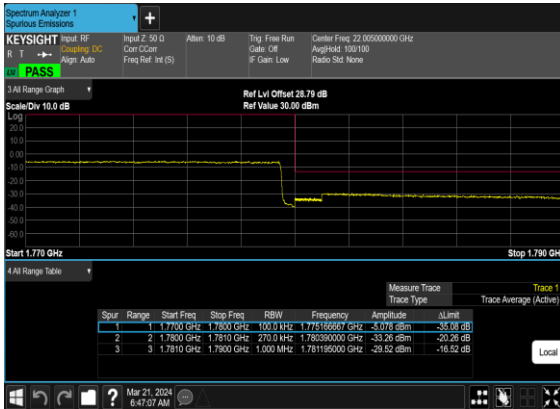 Spectrum Analyzer 1
Spurious Emissions
KEYSIGHT Input: RF Input Z: 50 Ω Atten: 10 dB Trig: Free Run Center Freq: 22.005000000 GHz
R T Coupling: DC Corr CCorr Gate: Off Avg|Hold: 100/100
Align: Auto Freq Ref: Int (S) IF Gain: Low Radio Std: None
LXI PASS
3 All Range Graph
Ref Lvl Offset 28.79 dB
Scale/Div 10.0 dB Ref Value 30.00 dBm
Log
20.0
10.0
0.00
-10.0
-20.0
-30.0
-40.0
-50.0
-60.0
Start 1.770 GHz Stop 1.790 GH
4 All Range Table
Measure Trace Trace 1
Trace Type Trace Average (Active)
Spur Range Start Freq Stop Freq RBW Frequency Amplitude ΔLimit
1 1 1.7700 GHz 1.7800 GHz 100.0 kHz 1.775166667 GHz -5.078 dBm -35.08 dB
2 2 1.7800 GHz 1.7810 GHz 270.0 kHz 1.780390000 GHz -33.26 dBm -20.26 dB
3 3 1.7810 GHz 1.7900 GHz 1.000 MHz 1.781195000 GHz -29.52 dBm -16.52 dB
Local
Mar 21, 2024
6:47:07 AM